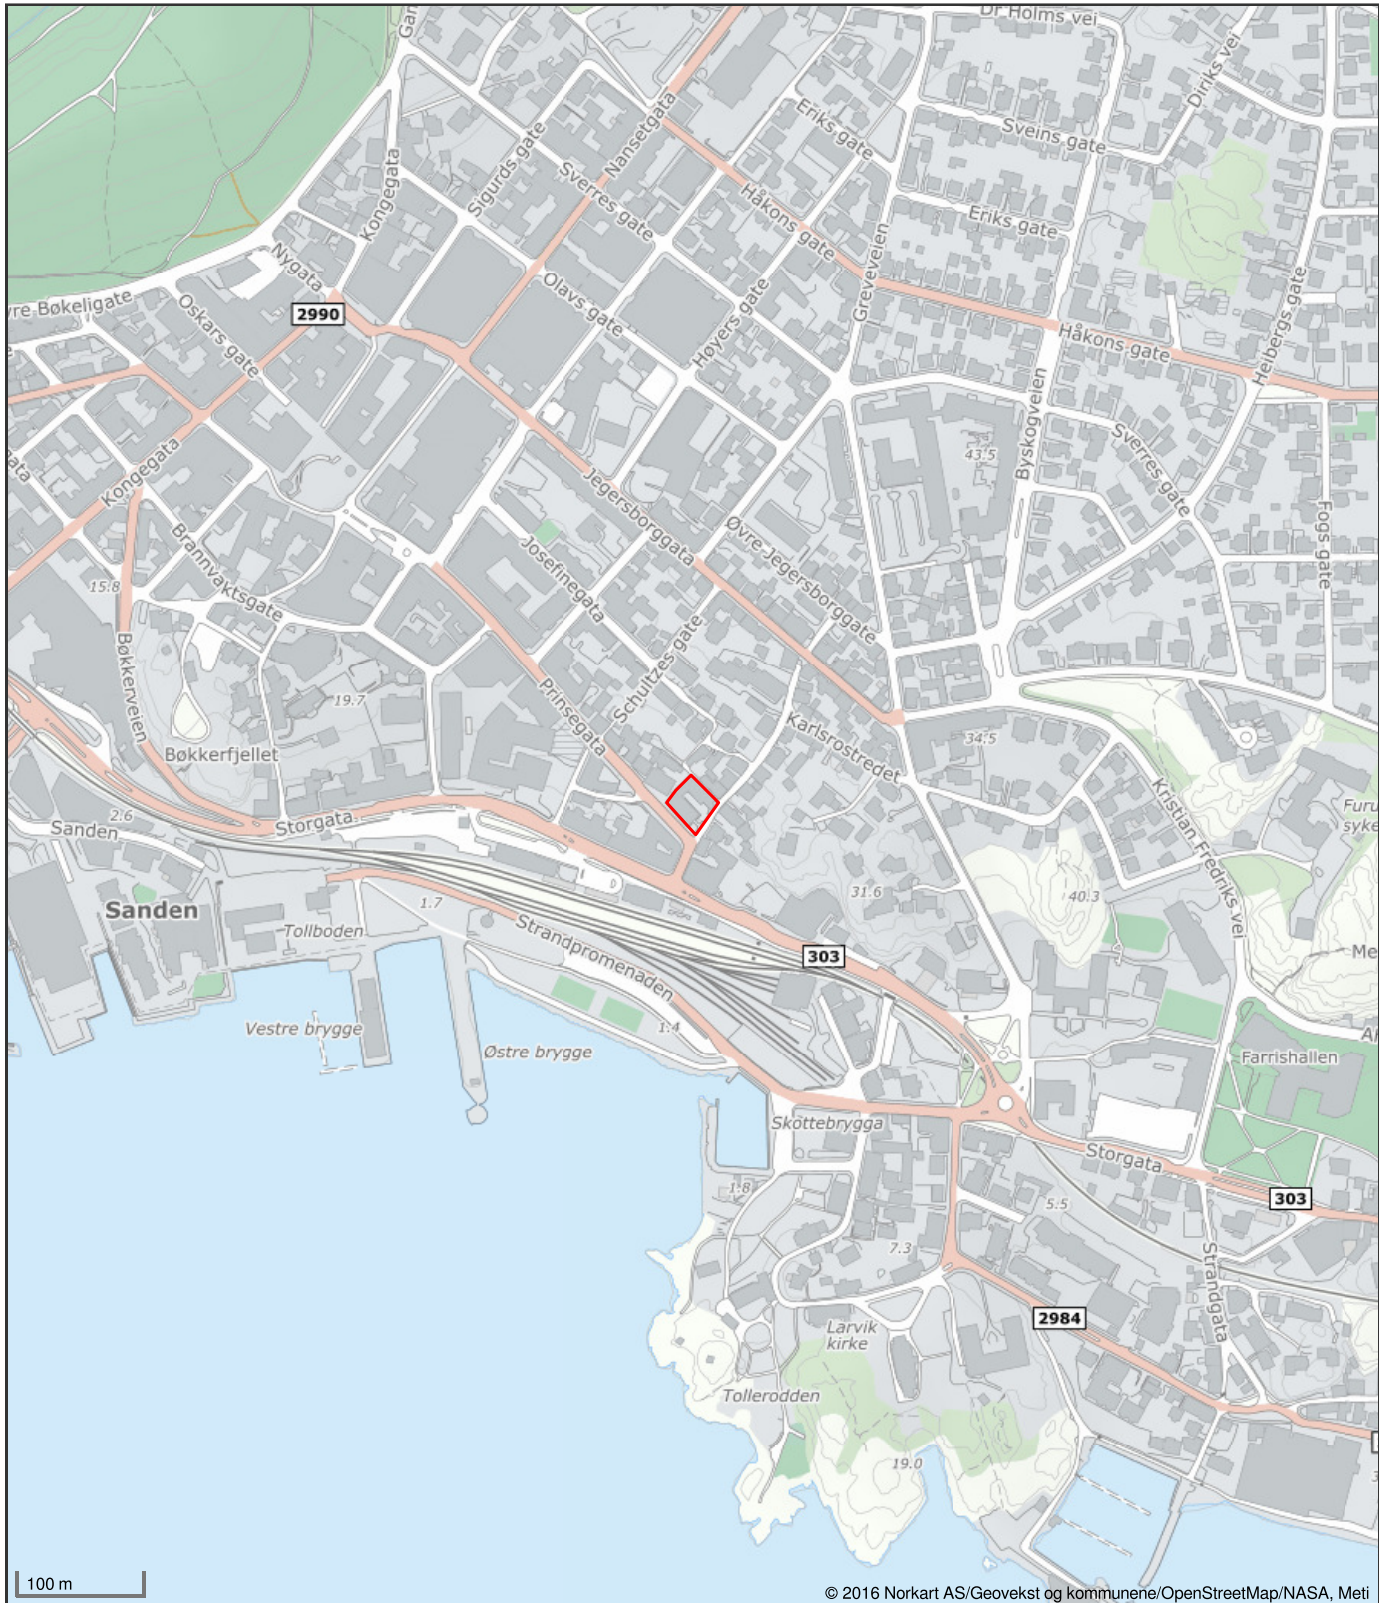 Dr Holms vei
Diriks vei
Eriks gate
Sveins gate
Nansetgata
Sigurds gate
Kongegata
Sverres gate
Håkons gate
Eriks gate
Greveveien
Nygata
Olavs gate
vre Bøkeligate
Oskars gate
2990
Høyers gate
Håkons gate
Heibergs gate
Byskogveien
Kongegata
gata
43.5
Sverres gate
Jegersborggata
Øvre Jegersborggate
Fogs gate
Brannvaktsgate
Josefinegata
15.8
Schultzes gate
Bøkkerveien
19.7
Prinsegata
Karlsrostredet
34.5
Bøkkerfjellet
Kristian Fredriks vei
Furu
syke
2.6
Sanden
Storgata
31.6
40.3
Sanden
1.7
Tollboden
Strandpromenaden
303
Me
Vestre brygge
1.4
Østre brygge
Farrishallen
Skottebrygga
Storgata
1.8
303
5.5
7.3
Strandgata
Larvik
kirke
2984
Tollerodden
19.0
100 m
© 2016 Norkart AS/Geovekst og kommunene/OpenStreetMap/NASA, Meti